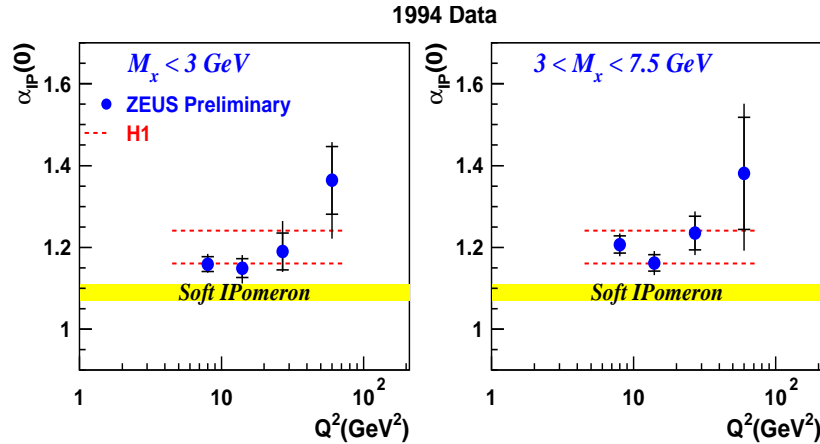 1994 Data
α_IP(0)
M_x < 3 GeV
ZEUS Preliminary
H1
Soft IPomeron
1.6
1.4
1.2
1
1
10
10^2
Q^2(GeV^2)
α_IP(0)
3 < M_x < 7.5 GeV
Soft IPomeron
1.6
1.4
1.2
1
1
10
10^2
Q^2(GeV^2)